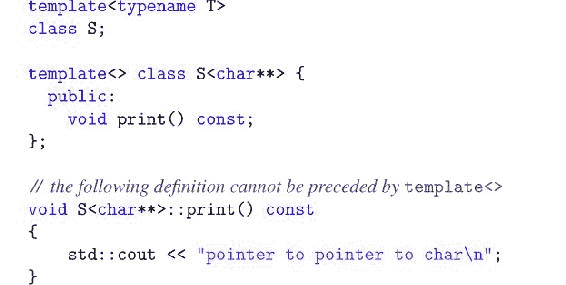 template<typename T>
class S;
template<> class S<char**> {
public:
void print() const;
};
// the following definition cannot be preceded by template<>
void S<char**>::print() const
{
std::cout << "pointer to pointer to char\n";
}